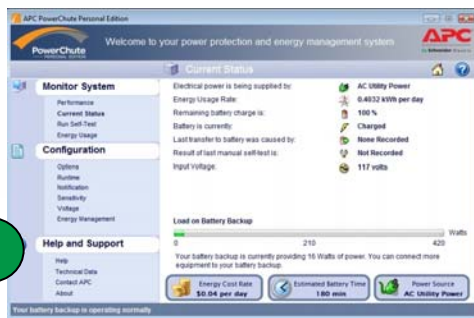 APC PowerChute Personal Edition
PowerChute
PERSONAL EDITION
Welcome to your power protection and energy management system
APC
by Schneider Electric
Current Status
Monitor System
Performance
Current Status
Run Self-Test
Energy Usage
Configuration
Options
Runtime
Notification
Sensitivity
Voltage
Energy Management
Help and Support
Help
Technical Data
Contact APC
About
Electrical power is being supplied by: AC Utility Power
Energy Usage Rate: 0.4032 kWh per day
Remaining battery charge is: 100 %
Battery is currently: Charged
Last transfer to battery was caused by: None Recorded
Result of last manual self-test is: Not Recorded
Input Voltage: 117 volts
Load on Battery Backup
Watts
0 210 420
Your battery backup is currently providing 16 Watts of power. You can connect more
equipment to your battery backup.
Energy Cost Rate
$0.04 per day
Estimated Battery Time
180 min
Power Source
AC Utility Power
Your battery backup is operating normally